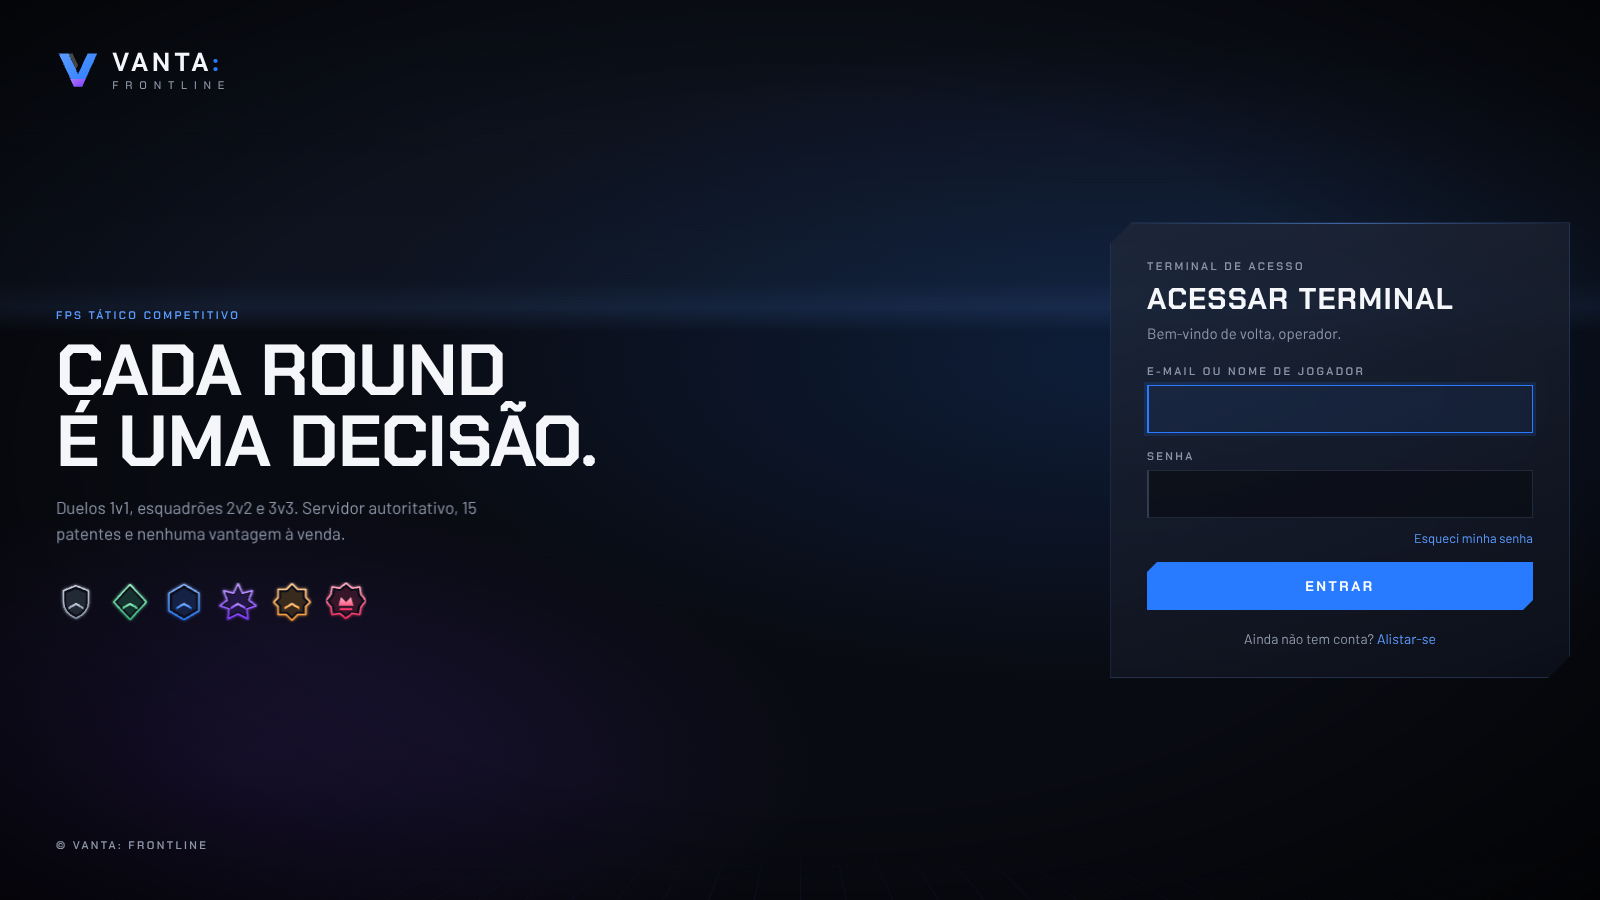 VANTA:
FRONTLINE
FPS TÁTICO COMPETITIVO
CADA ROUND
É UMA DECISÃO.
Duelos 1v1, esquadrões 2v2 e 3v3. Servidor autoritativo, 15
patentes e nenhuma vantagem à venda.
© VANTA: FRONTLINE
TERMINAL DE ACESSO
ACESSAR TERMINAL
Bem-vindo de volta, operador.
E-MAIL OU NOME DE JOGADOR
SENHA
Esqueci minha senha
ENTRAR
Ainda não tem conta? Alistar-se